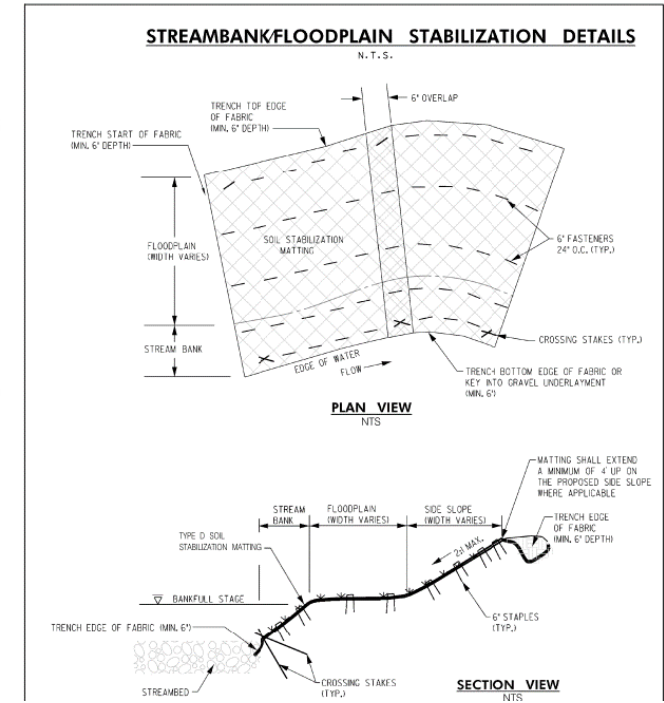 STREAMBANK/FLOODPLAIN STABILIZATION DETAILS
N.T.S.
6" OVERLAP
TRENCH TOP EDGE
OF FABRIC
(MIN. 6" DEPTH)
TRENCH START OF FABRIC
(MIN. 6" DEPTH)
FLOODPLAIN
(WIDTH VARIES)
SOIL STABILIZATION
MATTING
6" FASTENERS
24" O.C. (TYP.)
STREAM BANK
CROSSING STAKES (TYP.)
EDGE OF WATER
FLOW
TRENCH BOTTOM EDGE OF FABRIC OR
KEY INTO GRAVEL UNDERLAYMENT
(MIN. 6")
PLAN VIEW
NTS
MATTING SHALL EXTEND
A MINIMUM OF 4' UP ON
THE PROPOSED SIDE SLOPE
WHERE APPLICABLE
STREAM
BANK
FLOODPLAIN
(WIDTH VARIES)
SIDE SLOPE
(WIDTH VARIES)
TRENCH EDGE
OF FABRIC
(MIN. 6" DEPTH)
TYPE D SOIL
STABILIZATION MATTING
2:1 MAX.
BANKFULL STAGE
6" STAPLES
(TYP.)
TRENCH EDGE OF FABRIC (MIN. 6")
STREAMBED
CROSSING STAKES
(TYP.)
SECTION VIEW
NTS